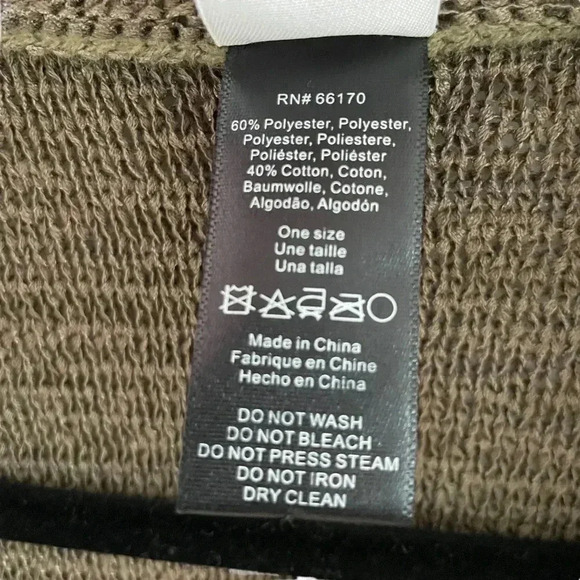 RN# 66170
60% Polyester, Polyester,
Polyester, Poliestere,
Poliéster, Poliéster
40% Cotton, Coton,
Baumwolle, Cotone,
Algodão, Algodón
One size
Une taille
Una talla
Made in China
Fabrique en Chine
Hecho en China
DO NOT WASH
DO NOT BLEACH
DO NOT PRESS STEAM
DO NOT IRON
DRY CLEAN